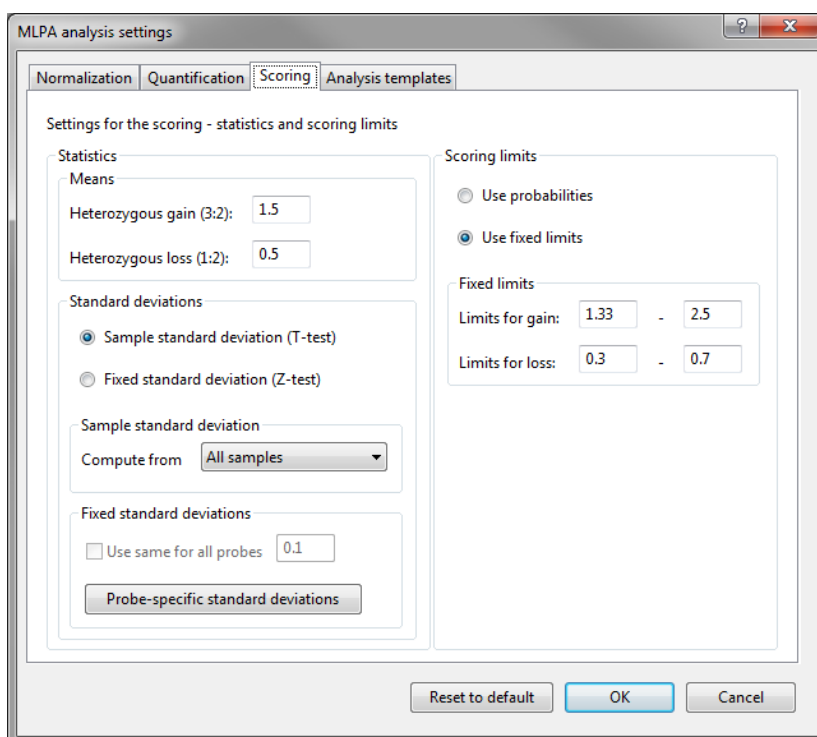 MLPA analysis settings
?
x
Normalization Quantification Scoring Analysis templates
Settings for the scoring - statistics and scoring limits
Statistics
Means
Heterozygous gain (3:2): 1.5
Heterozygous loss (1:2): 0.5
Standard deviations
Sample standard deviation (T-test)
Fixed standard deviation (Z-test)
Sample standard deviation
Compute from All samples
Fixed standard deviations
Use same for all probes 0.1
Probe-specific standard deviations
Scoring limits
Use probabilities
Use fixed limits
Fixed limits
Limits for gain: 1.33 - 2.5
Limits for loss: 0.3 - 0.7
Reset to default OK Cancel